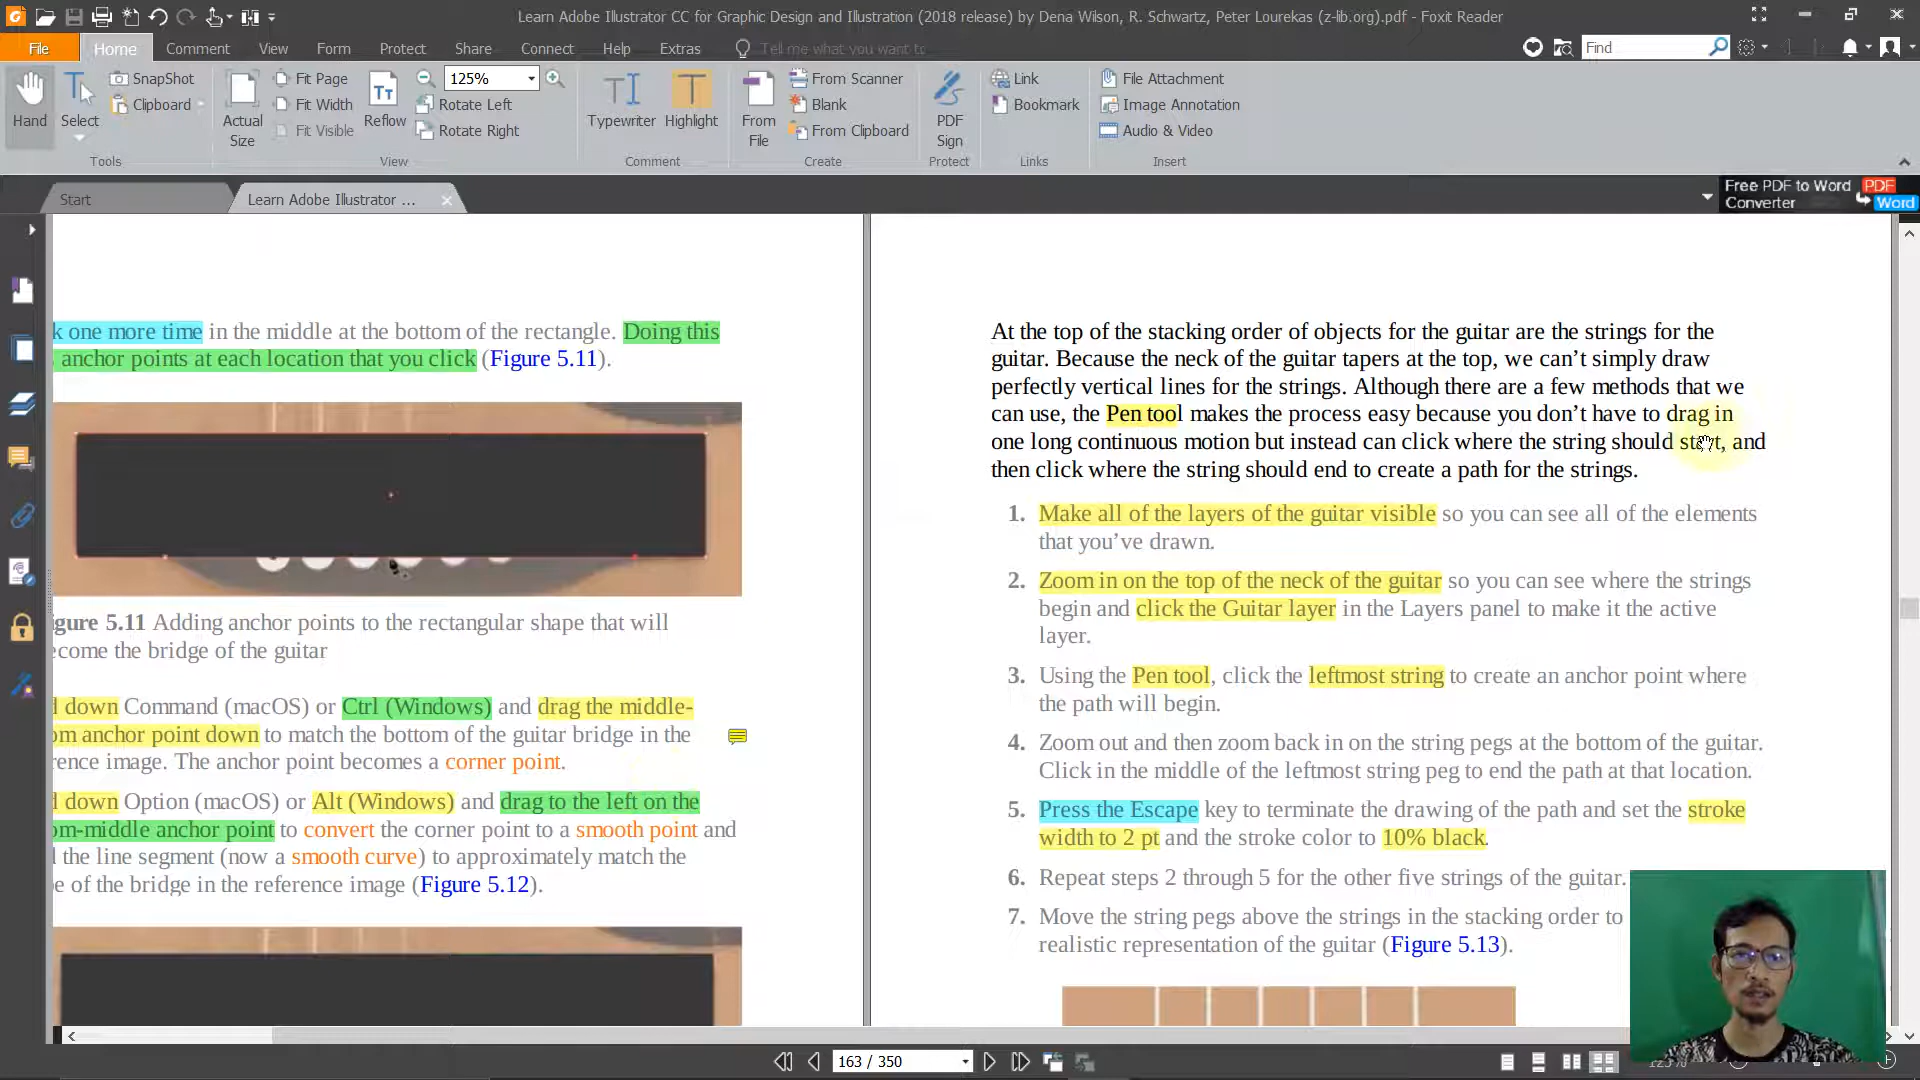 Learn Adobe Illustrator CC for Graphic Design and Illustration (2018 release) by Dena Wilson, R. Schwartz, Peter Lourekas (z-lib.org).pdf - Foxit Reader
File Home Comment View Form Protect Share Connect Help Extras Tell me what you want to Find
Hand
Select
SnapShot
Clipboard
Tools
Actual Size
Fit Page
Fit Width
Fit Visible
Reflow
125%
Rotate Left
Rotate Right
View
Typewriter
Highlight
Comment
From File
From Scanner
Blank
From Clipboard
Create
PDF Sign
Protect
Link
Bookmark
Links
File Attachment
Image Annotation
Audio & Video
Insert
Start
Learn Adobe Illustrator ...
Free PDF to Word
Converter
PDF
Word
k one more time in the middle at the bottom of the rectangle. Doing this
anchor points at each location that you click (Figure 5.11).
gure 5.11 Adding anchor points to the rectangular shape that will
ecome the bridge of the guitar
d down Command (macOS) or Ctrl (Windows) and drag the middle-
om anchor point down to match the bottom of the guitar bridge in the
rence image. The anchor point becomes a corner point.
d down Option (macOS) or Alt (Windows) and drag to the left on the
om-middle anchor point to convert the corner point to a smooth point and
d the line segment (now a smooth curve) to approximately match the
pe of the bridge in the reference image (Figure 5.12).
At the top of the stacking order of objects for the guitar are the strings for the
guitar. Because the neck of the guitar tapers at the top, we can't simply draw
perfectly vertical lines for the strings. Although there are a few methods that we
can use, the Pen tool makes the process easy because you don't have to drag in
one long continuous motion but instead can click where the string should start, and
then click where the string should end to create a path for the strings.
1. Make all of the layers of the guitar visible so you can see all of the elements
that you've drawn.
2. Zoom in on the top of the neck of the guitar so you can see where the strings
begin and click the Guitar layer in the Layers panel to make it the active
layer.
3. Using the Pen tool, click the leftmost string to create an anchor point where
the path will begin.
4. Zoom out and then zoom back in on the string pegs at the bottom of the guitar.
Click in the middle of the leftmost string peg to end the path at that location.
5. Press the Escape key to terminate the drawing of the path and set the stroke
width to 2 pt and the stroke color to 10% black.
6. Repeat steps 2 through 5 for the other five strings of the guitar.
7. Move the string pegs above the strings in the stacking order to
realistic representation of the guitar (Figure 5.13).
163 / 350
125%